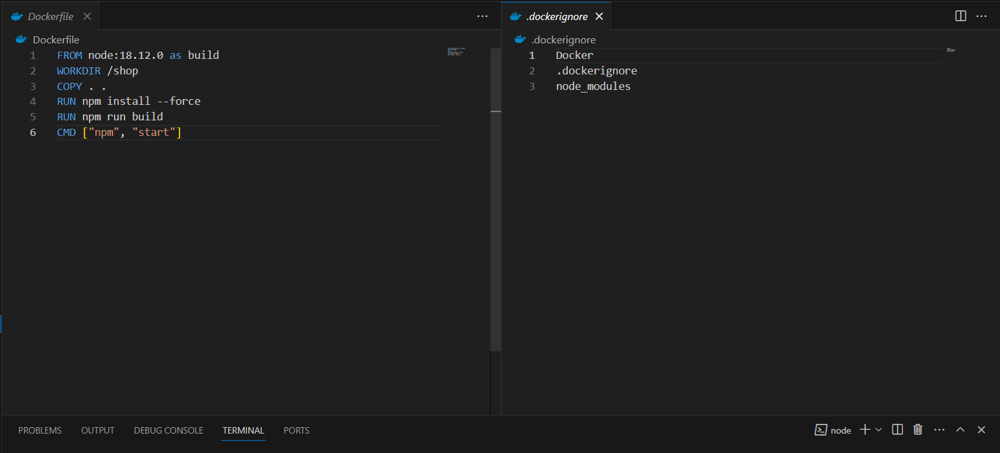 Dockerfile
Dockerfile
1 FROM node:18.12.0 as build
2 WORKDIR /shop
3 COPY . .
4 RUN npm install --force
5 RUN npm run build
6 CMD ["npm", "start"]
.dockerignore
.dockerignore
1 Docker
2 .dockerignore
3 node_modules
PROBLEMS OUTPUT DEBUG CONSOLE TERMINAL PORTS node